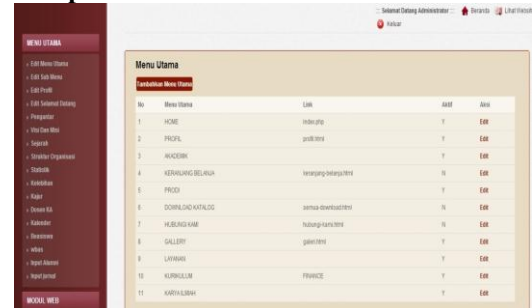 ::: Selamat Datang Administrator :::
Beranda
Lihat Website
Keluar
MENU UTAMA
» Edit Menu Utama
» Edit Sub Menu
» Edit Profil
» Edit Selamat Datang
» Pengantar
» Visi Dan Misi
» Sejarah
» Struktur Organisasi
» Statistik
» Kelebihan
» Kajur
» Dosen KA
» Kalender
» Beasiswa
» Input Alumni
» Input jurnal
MODUL WEB
Menu Utama
Tambahkan Menu Utama
No Menu Utama Link Aktif Aksi
1 HOME index.php Y Edit
2 PROFIL profil.html Y Edit
3 AKADEMIK Y Edit
4 KERANJANG BELANJA keranjang-belanja.html N Edit
5 PRODI Y Edit
6 DOWNLOAD KATALOG semua-download.html N Edit
7 HUBUNGI KAMI hubungi-kami.html N Edit
8 GALLERY galeri.html Y Edit
9 LAYANAN Y Edit
10 KURIKULUM FINANCE Y Edit
11 KARYA ILMIAH Y Edit